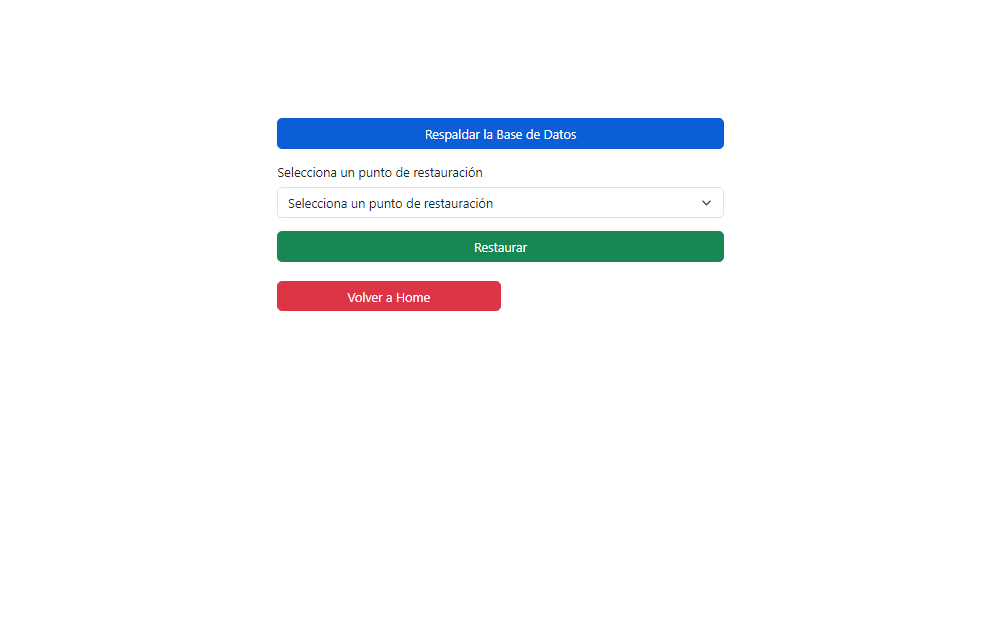 Respaldar la Base de Datos
Selecciona un punto de restauración
Selecciona un punto de restauración
Restaurar
Volver a Home